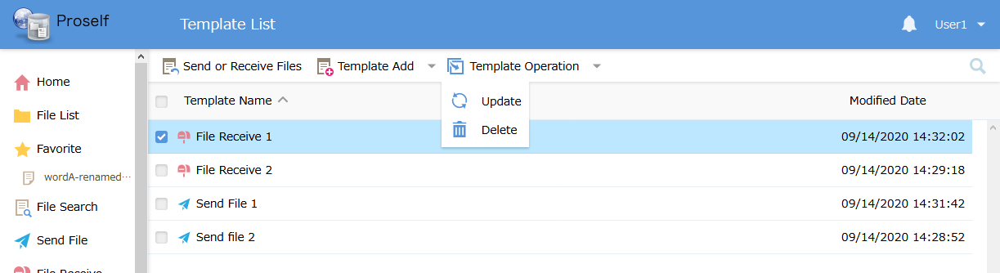 Proself
Template List
User1
Send or Receive Files
Template Add
Template Operation
Home
File List
Favorite
wordA-renamed···
File Search
Send File
File Receive
Update
Delete
Template Name
Modified Date
File Receive 1 09/14/2020 14:32:02
File Receive 2 09/14/2020 14:29:18
Send File 1 09/14/2020 14:31:42
Send file 2 09/14/2020 14:28:52